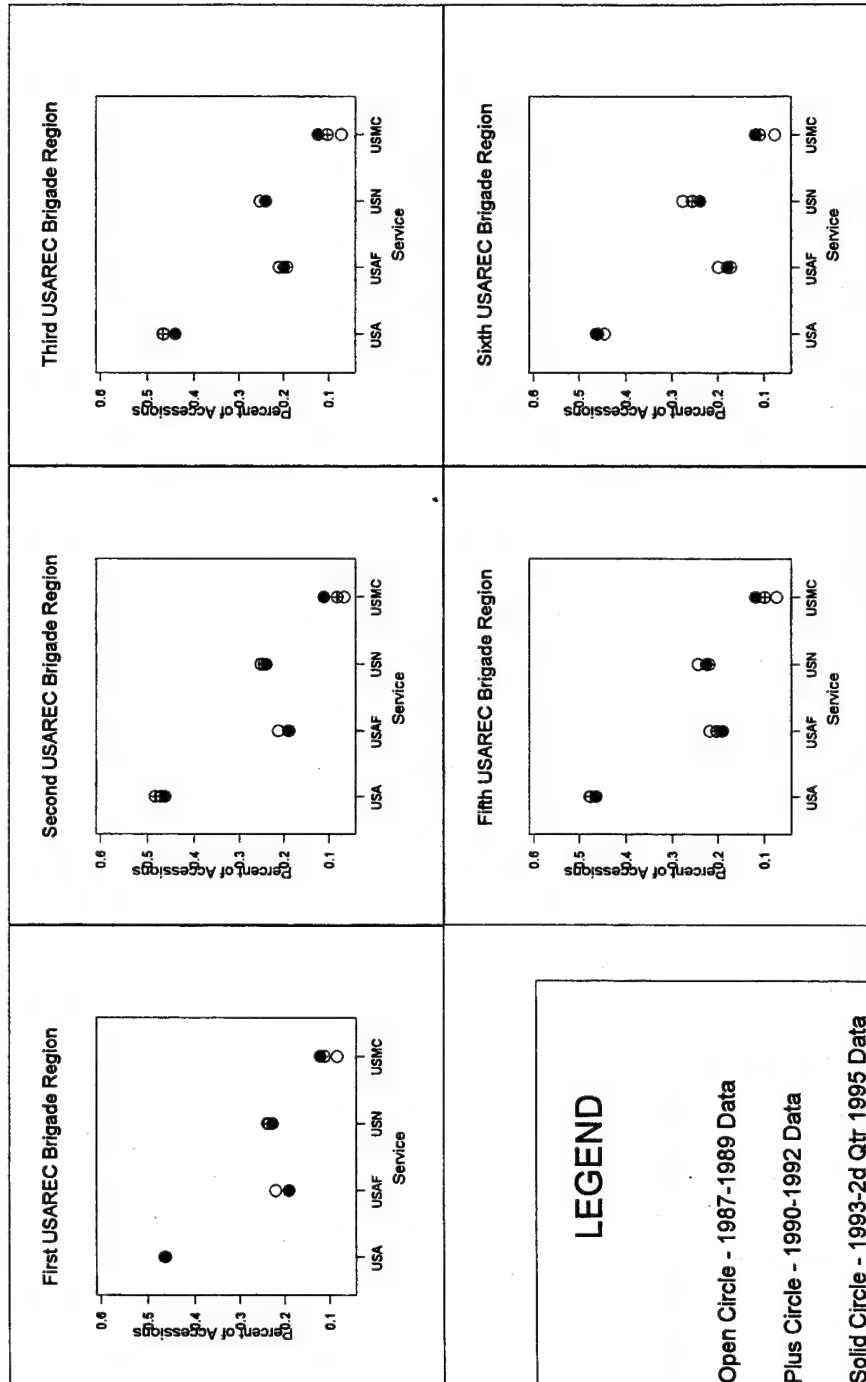 First USAREC Brigade Region
Percent of Accessions
0.6
0.5
0.4
0.3
0.2
0.1
USA USAF USN USMC
Service
Second USAREC Brigade Region
Percent of Accessions
0.6
0.5
0.4
0.3
0.2
0.1
USA USAF USN USMC
Service
Third USAREC Brigade Region
Percent of Accessions
0.6
0.5
0.4
0.3
0.2
0.1
USA USAF USN USMC
Service
LEGEND
Open Circle - 1987-1989 Data
Plus Circle - 1990-1992 Data
Solid Circle - 1993-2d Qtr 1995 Data
Fifth USAREC Brigade Region
Percent of Accessions
0.6
0.5
0.4
0.3
0.2
0.1
USA USAF USN USMC
Service
Sixth USAREC Brigade Region
Percent of Accessions
0.6
0.5
0.4
0.3
0.2
0.1
USA USAF USN USMC
Service